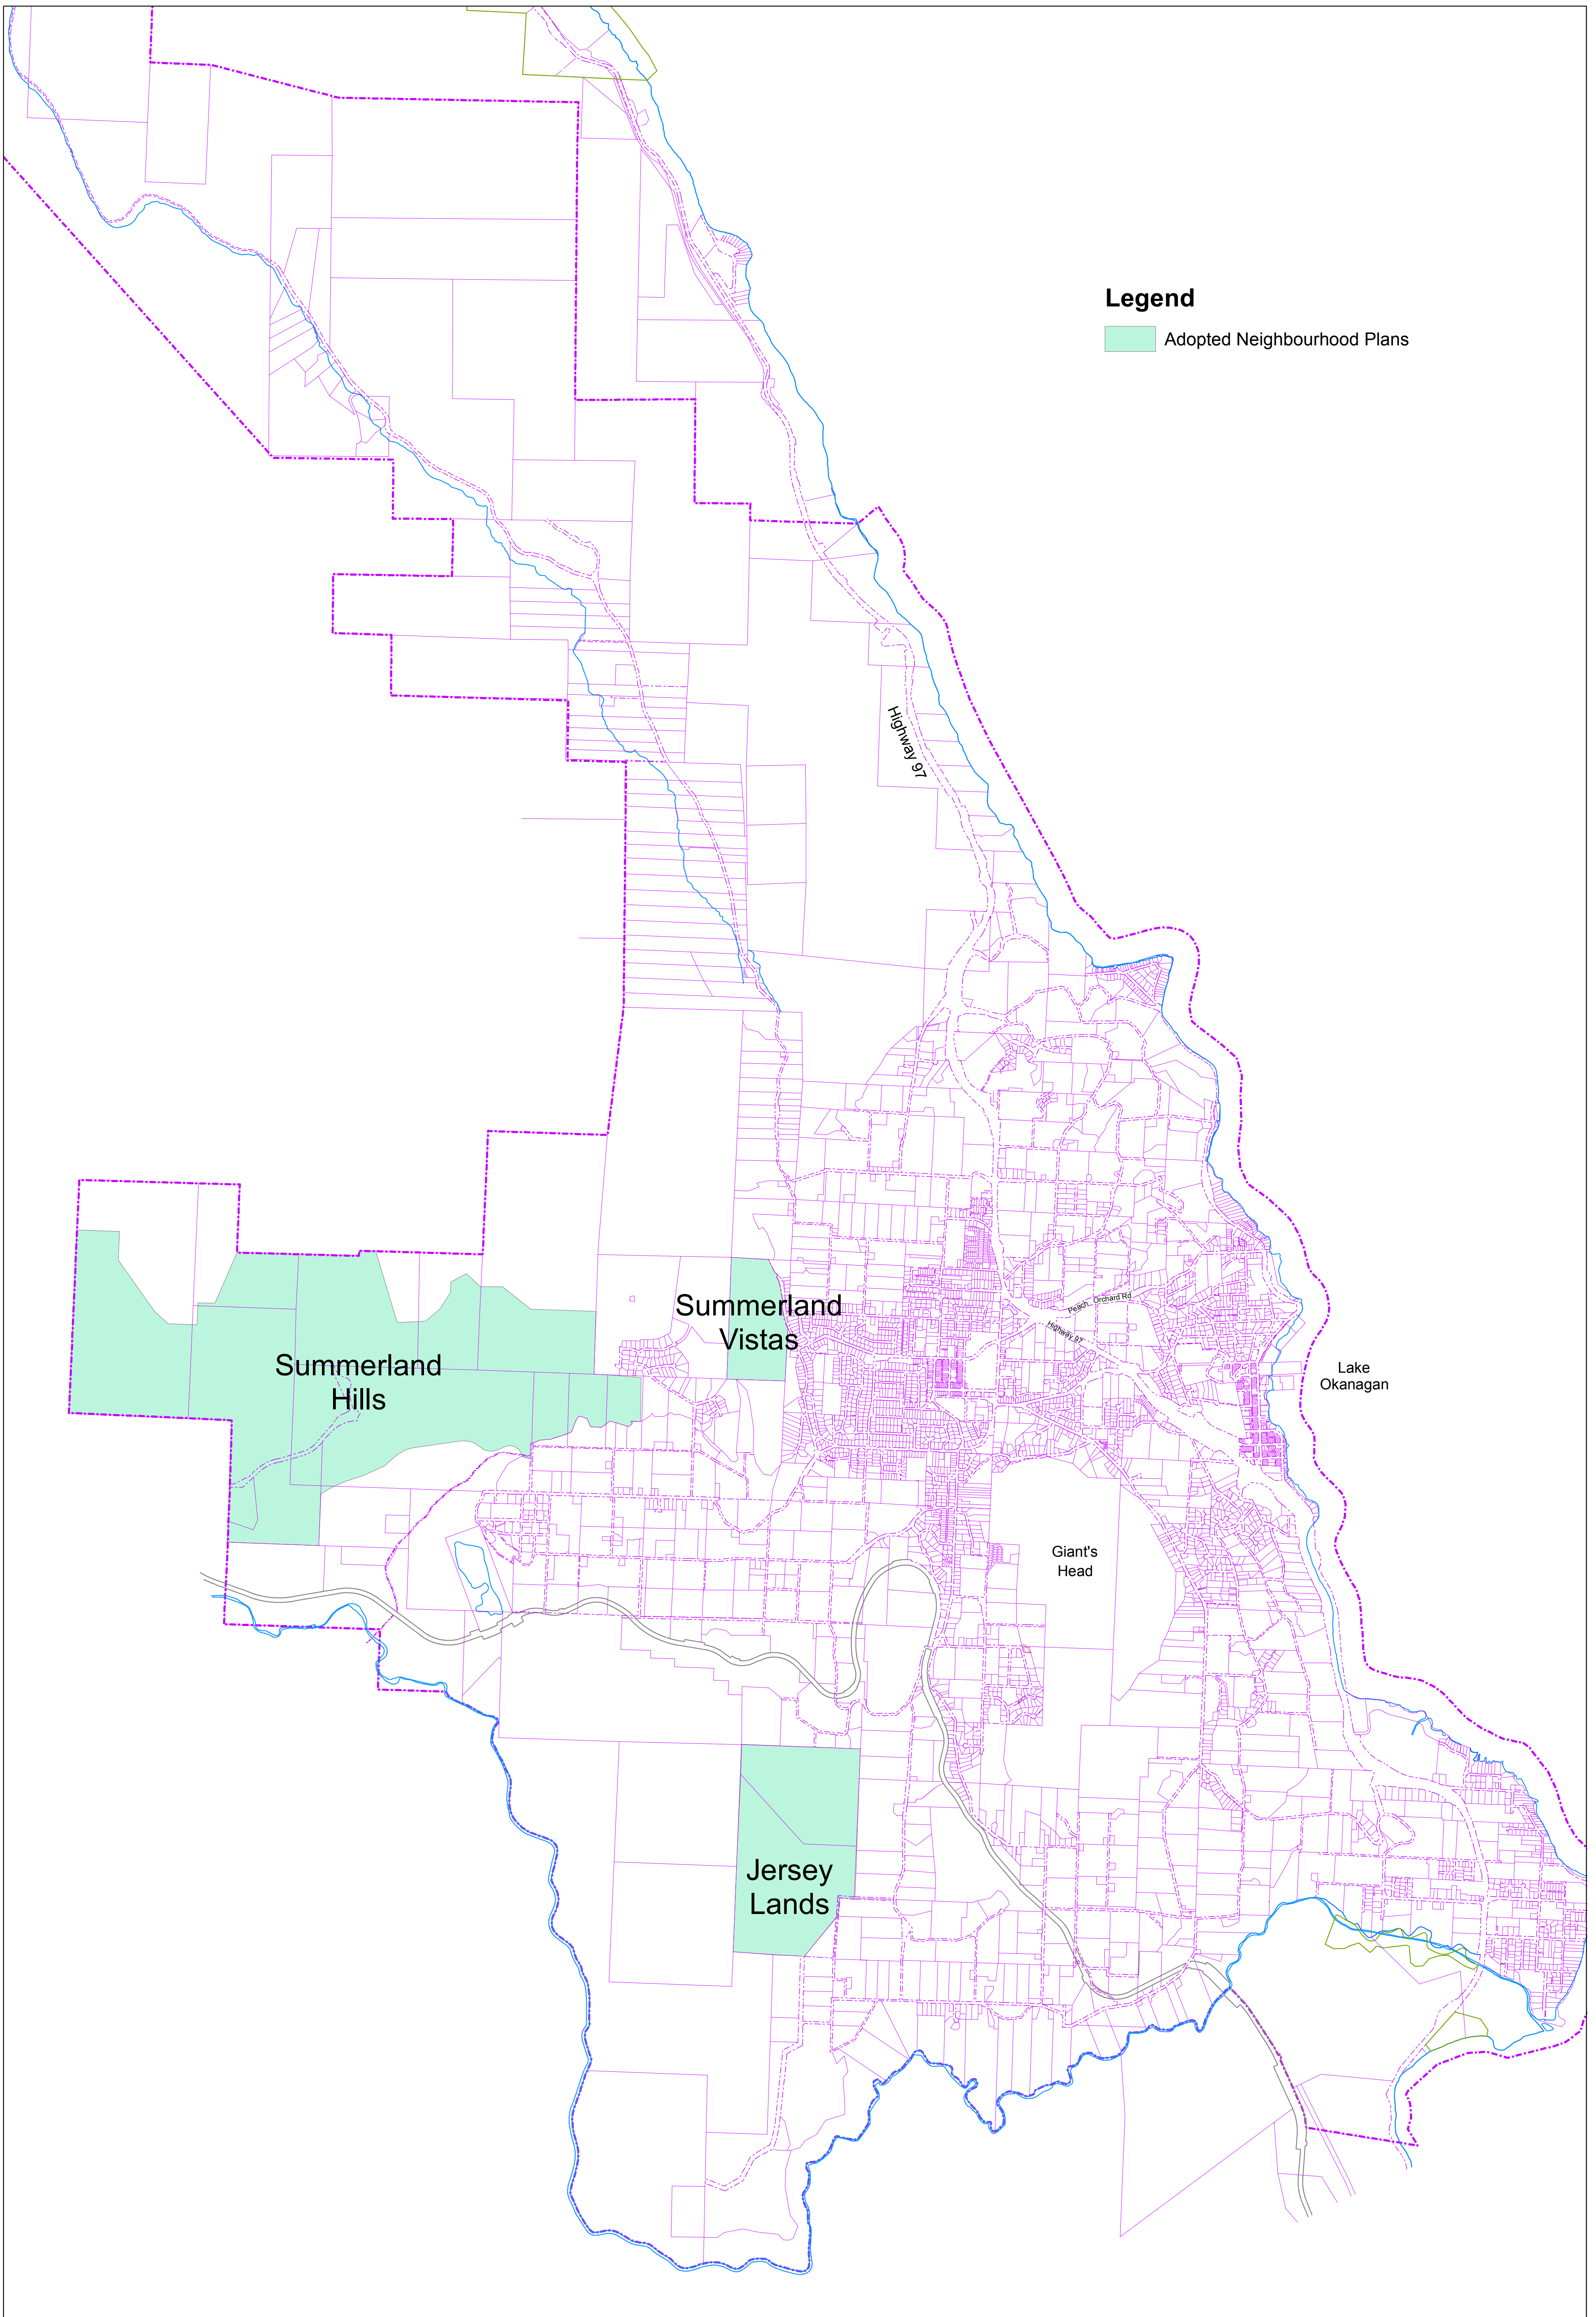 Legend
Adopted Neighbourhood Plans
Highway 97
Summerland
Vistas
Peach Orchard Rd
Highway 97
Summerland
Hills
Lake
Okanagan
Giant's
Head
Jersey
Lands